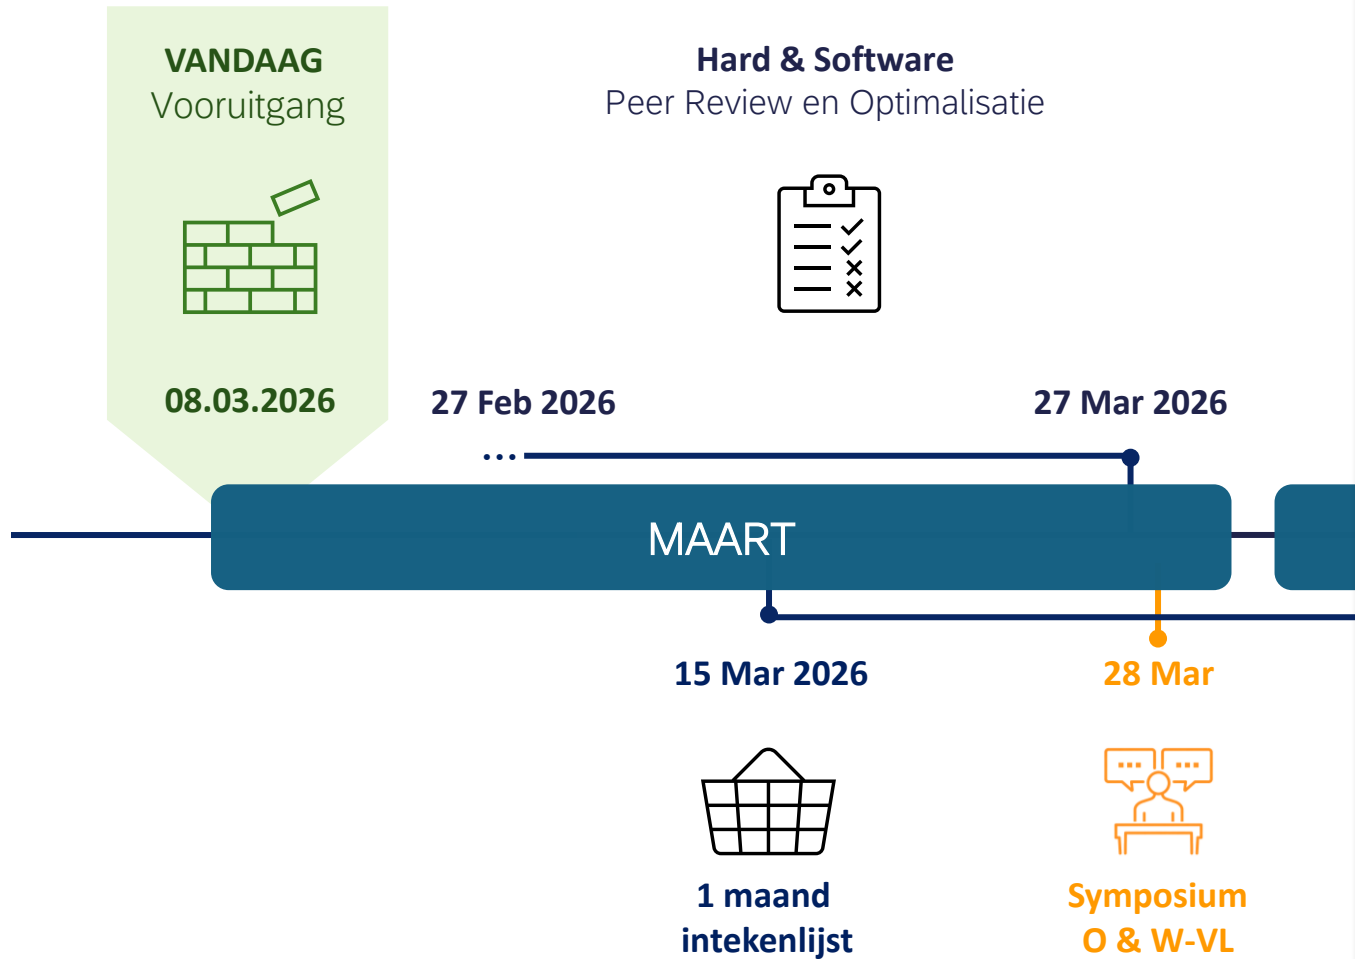 VANDAAG
Vooruitgang
08.03.2026
Hard & Software
Peer Review en Optimalisatie
27 Feb 2026
27 Mar 2026
...
MAART
15 Mar 2026
1 maand
intekenlijst
28 Mar
Symposium
O & W-VL